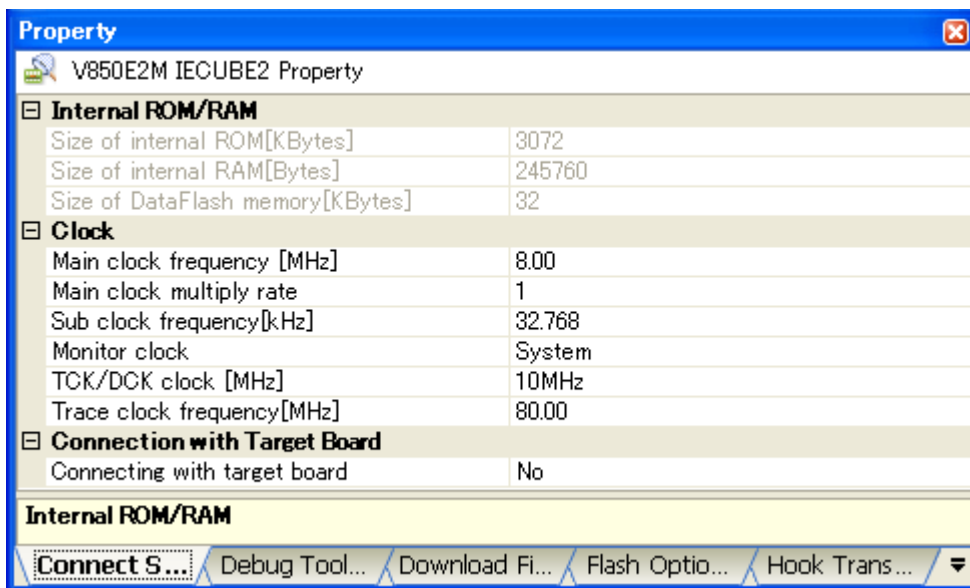 Property
V850E2M IECUBE2 Property
Internal ROM/RAM
Size of internal ROM[KBytes] 3072
Size of internal RAM[Bytes] 245760
Size of DataFlash memory[KBytes] 32
Clock
Main clock frequency [MHz] 8.00
Main clock multiply rate 1
Sub clock frequency[kHz] 32.768
Monitor clock System
TCK/DCK clock [MHz] 10MHz
Trace clock frequency[MHz] 80.00
Connection with Target Board
Connecting with target board No
Internal ROM/RAM
Connect S... Debug Tool... Download Fi... Flash Optio... Hook Trans...